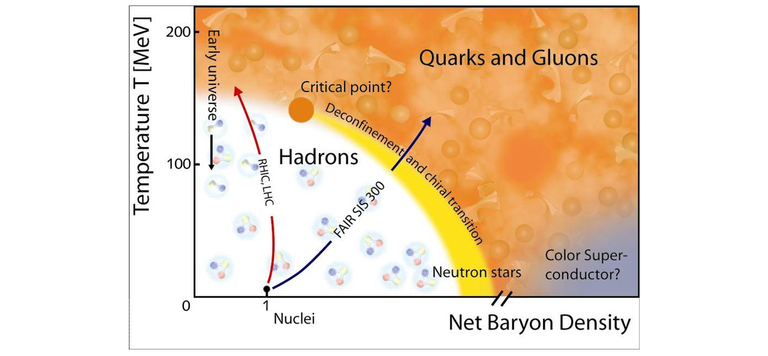 Temperature T [MeV]
200
100
0
Early universe
Quarks and Gluons
Critical point?
Deconfinement and chiral transition
Hadrons
RHIC, LHC
FAIR SIS 300
Neutron stars
Color Super-
conductor?
1
Nuclei
Net Baryon Density